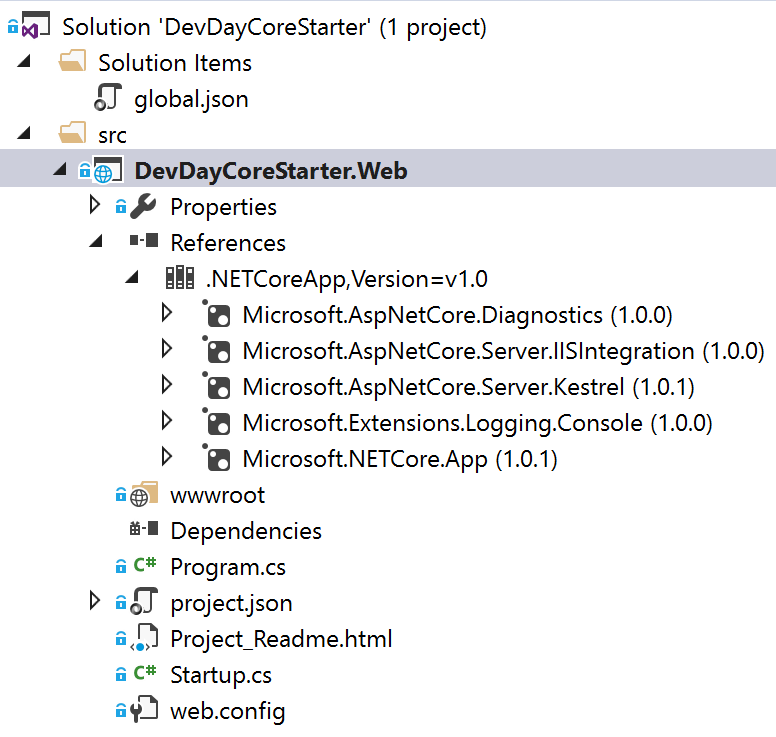 Solution 'DevDayCoreStarter' (1 project)
Solution Items
global.json
src
DevDayCoreStarter.Web
Properties
References
.NETCoreApp,Version=v1.0
Microsoft.AspNetCore.Diagnostics (1.0.0)
Microsoft.AspNetCore.Server.IISIntegration (1.0.0)
Microsoft.AspNetCore.Server.Kestrel (1.0.1)
Microsoft.Extensions.Logging.Console (1.0.0)
Microsoft.NETCore.App (1.0.1)
wwwroot
Dependencies
C# Program.cs
project.json
Project_Readme.html
C# Startup.cs
web.config